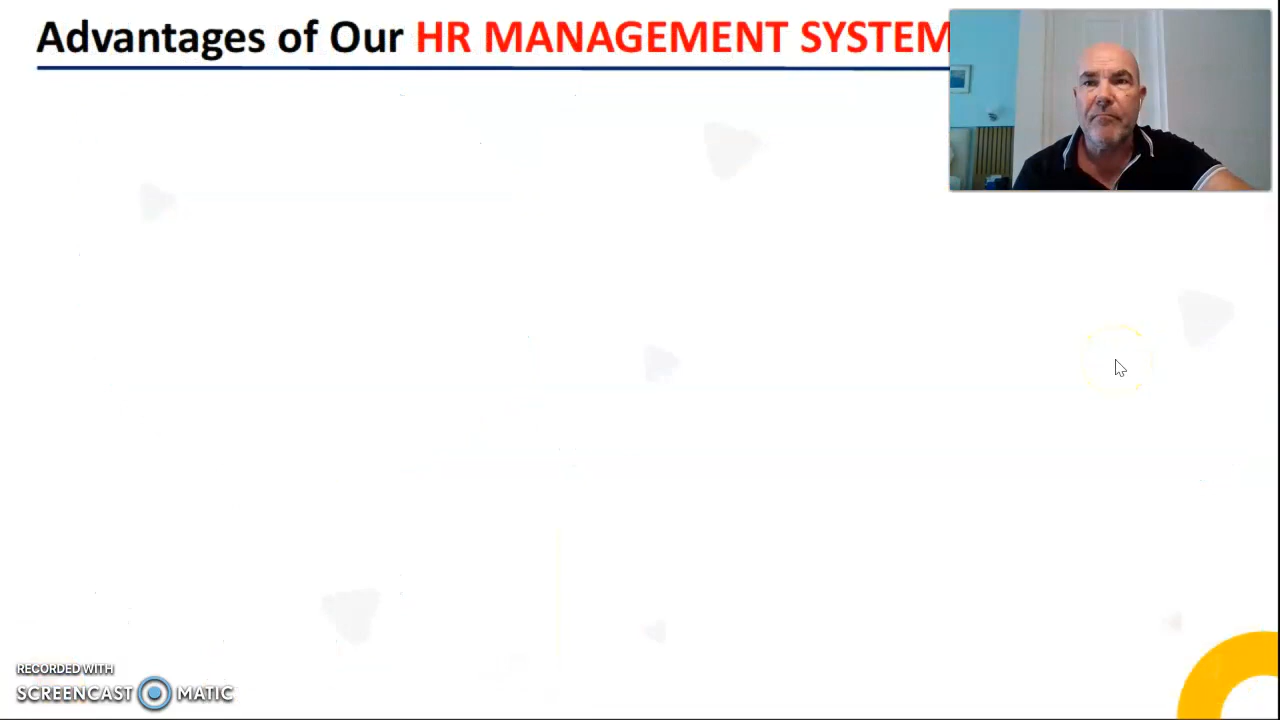 Advantages of Our HR MANAGEMENT SYSTEM
RECORDED WITH
SCREENCAST MATIC